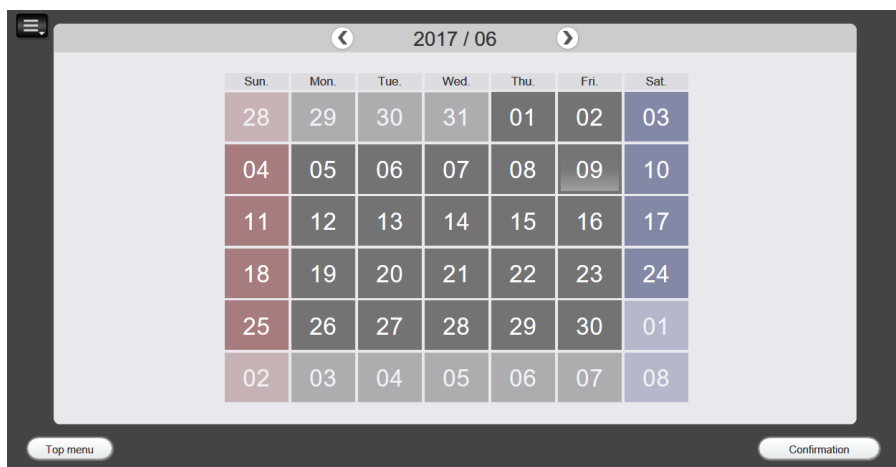 2017 / 06
Sun. Mon. Tue. Wed. Thu. Fri. Sat.
28 29 30 31 01 02 03
04 05 06 07 08 09 10
11 12 13 14 15 16 17
18 19 20 21 22 23 24
25 26 27 28 29 30 01
02 03 04 05 06 07 08
Top menu Confirmation